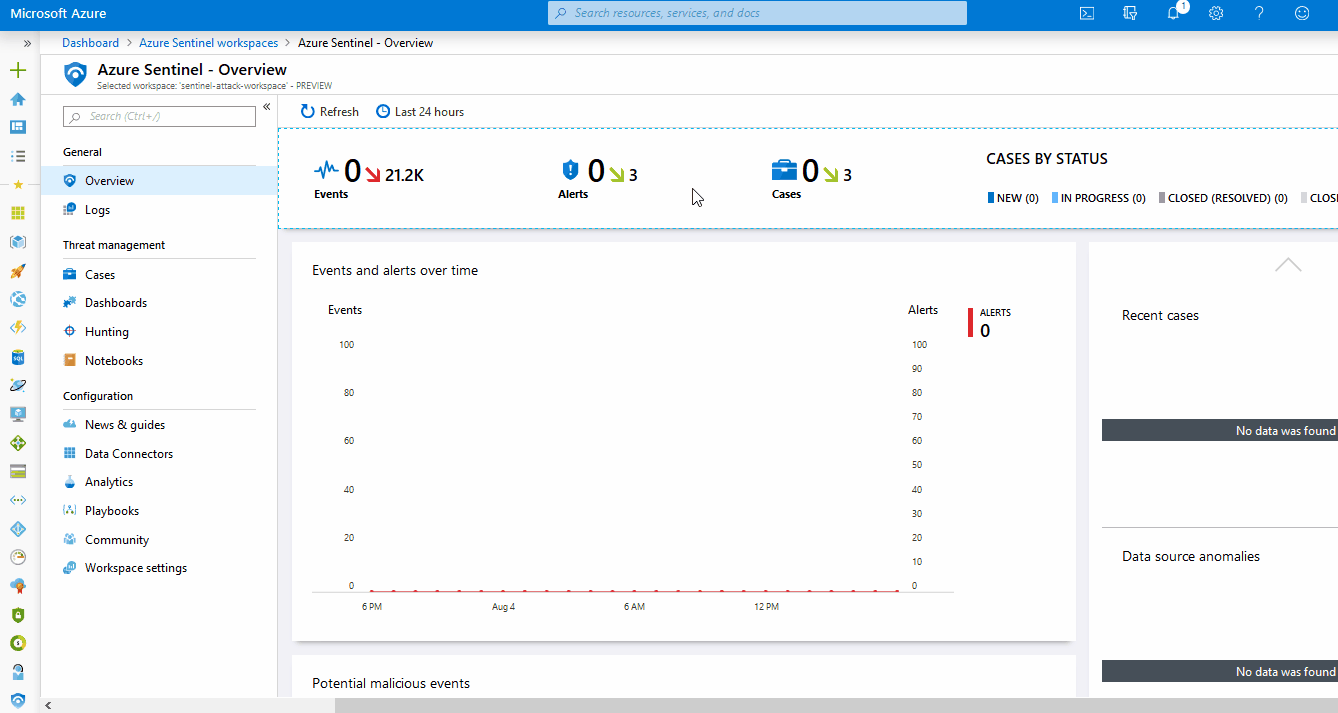 Microsoft Azure
Search resources, services, and docs
1
Dashboard > Azure Sentinel workspaces > Azure Sentinel - Overview
Azure Sentinel - Overview
Selected workspace: 'sentinel-attack-workspace' - PREVIEW
Search (Ctrl+/)
General
Overview
Logs
Threat management
Cases
Dashboards
Hunting
Notebooks
Configuration
News & guides
Data Connectors
Analytics
Playbooks
Community
Workspace settings
SQL
Refresh Last 24 hours
0 21.2K
Events
0 3
Alerts
0 3
Cases
CASES BY STATUS
NEW (0) IN PROGRESS (0) CLOSED (RESOLVED) (0) CLOS
Events and alerts over time
Events
100
80
60
40
20
0
Alerts
100
90
80
70
60
50
40
30
20
10
0
6 PM Aug 4 6 AM 12 PM
ALERTS
0
Potential malicious events
Recent cases
No data was found
Data source anomalies
No data was found